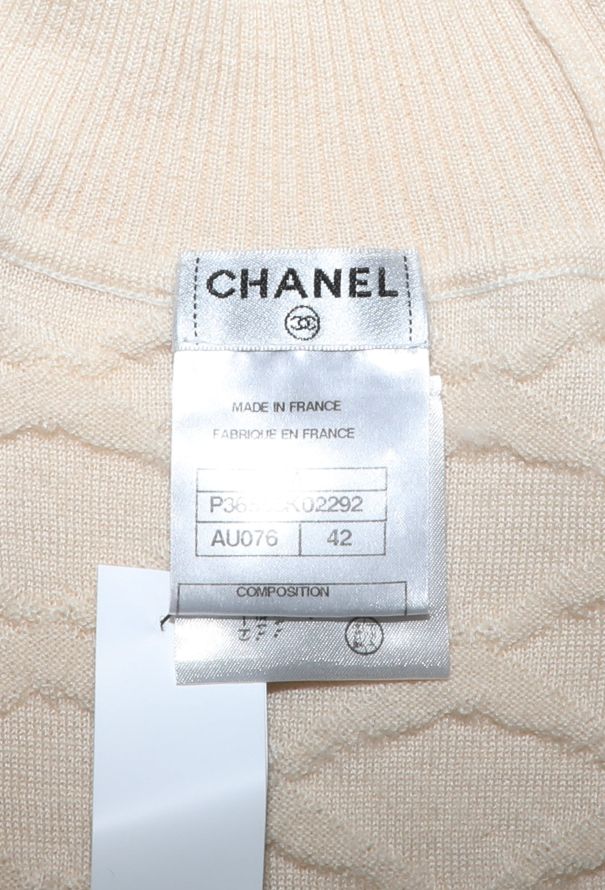 CHANEL
MADE IN FRANCE
FABRIQUE EN FRANCE
AU076 42
COMPOSITION